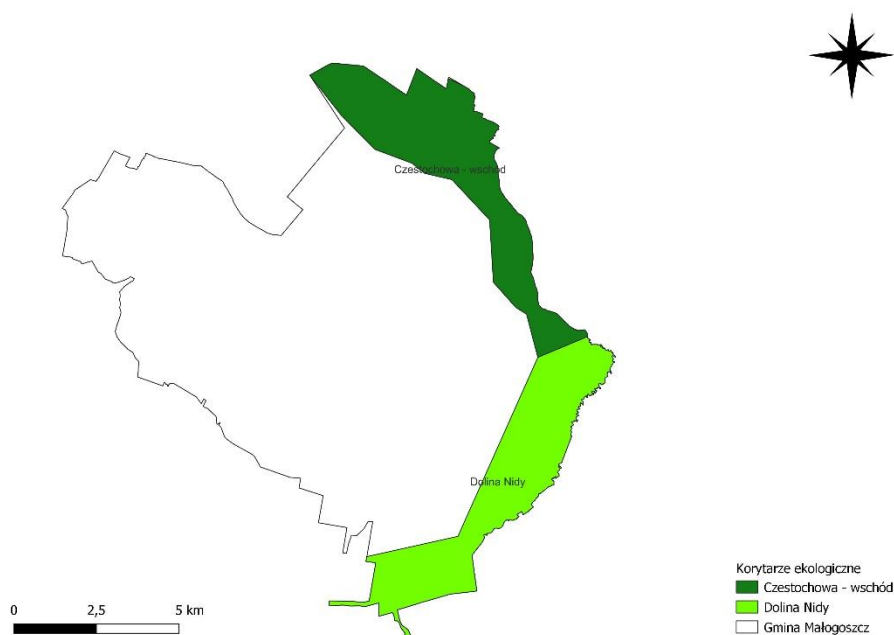 Czestochowa - wschód
Dolina Nidy
0 2,5 5 km
Korytarze ekologiczne
Czestochowa - wschód
Dolina Nidy
Gmina Małogoszcz